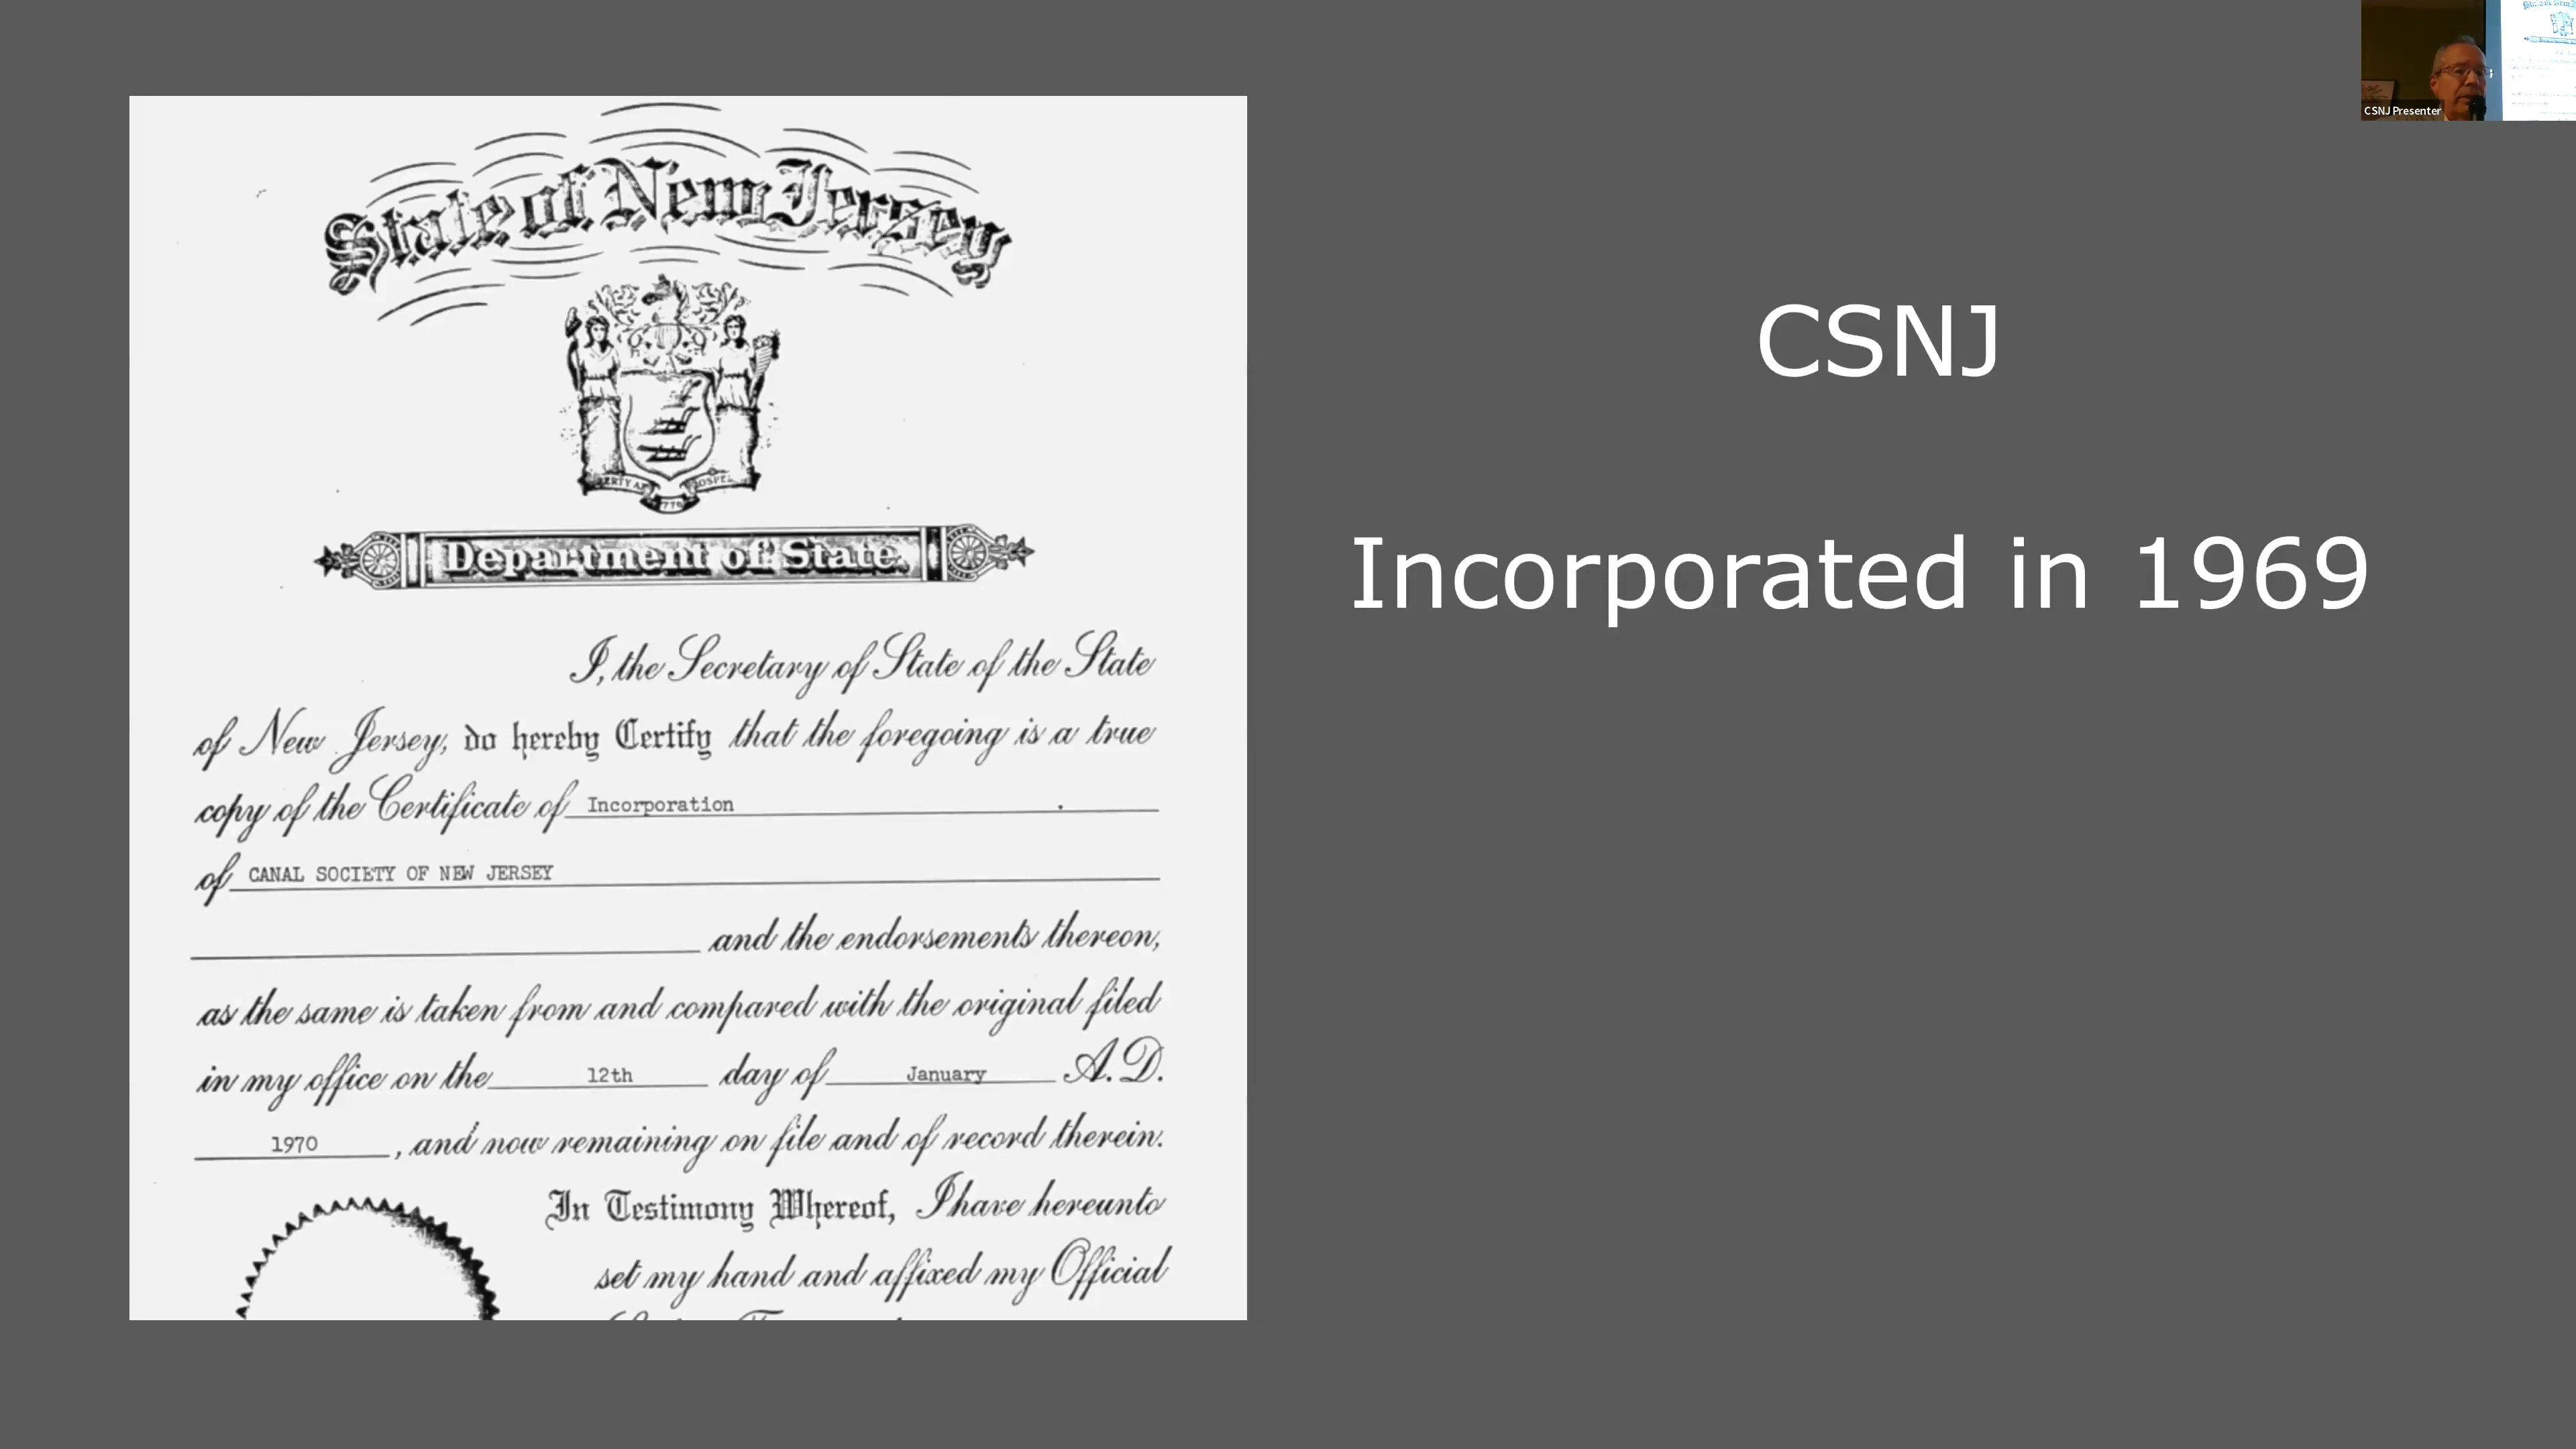 State of New Jersey
Department of State
I, the Secretary of State of the State
of New Jersey, do hereby Certify that the foregoing is a true
copy of the Certificate of Incorporation
of CANAL SOCIETY OF NEW JERSEY
and the endorsements thereon,
as the same is taken from and compared with the original filed
in my office on the 12th day of January A.D.
1970, and now remaining on file and of record therein.
In Testimony Whereof, I have hereunto
set my hand and affixed my Official
CSNJ
Incorporated in 1969
CSNJ Presenter